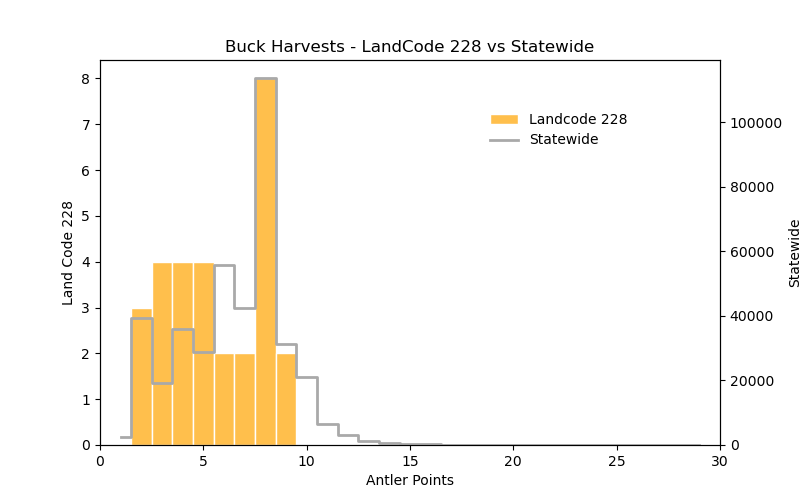 Buck Harvests - LandCode 228 vs Statewide
8
7
6
5
4
3
2
1
0
Land Code 228
Landcode 228
Statewide
100000
80000
60000
40000
20000
0
Statewide
0 5 10 15 20 25 30
Antler Points